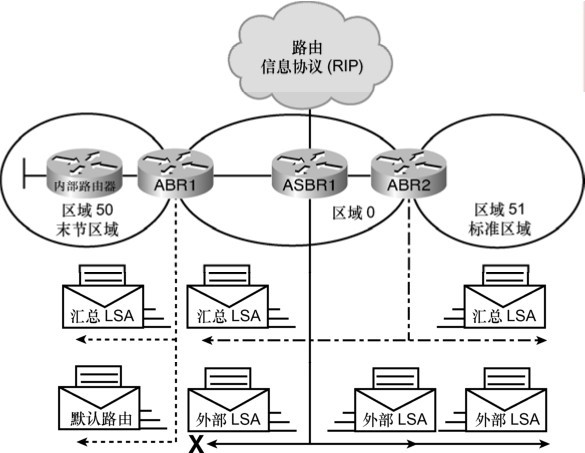 路由
信息协议 (RIP)
内部路由器
ABR1
ASBR1
ABR2
区域 50
末节区域
区域 0
区域 51
标准区域
汇总 LSA
汇总 LSA
汇总 LSA
默认路由
外部 LSA
外部 LSA
外部 LSA
X